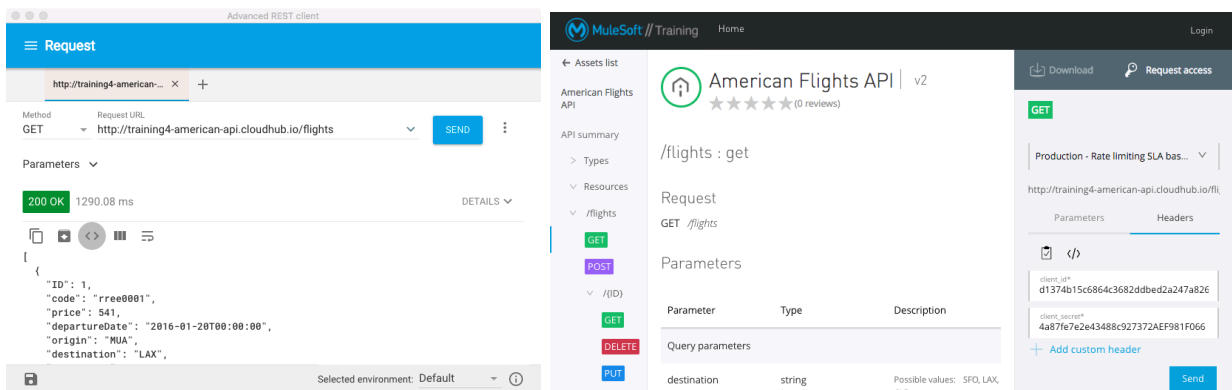 Advanced REST client
Request
http://training4-american-...
Method
Request URL
GET
http://training4-american-api.cloudhub.io/flights
SEND
Parameters
200 OK 1290.08 ms
DETAILS
[
{
"ID": 1,
"code": "rree0001",
"price": 541,
"departureDate": "2016-01-20T00:00:00",
"origin": "MUA",
"destination": "LAX",
Selected environment: Default
MuleSoft // Training
Home
Login
Assets list
American Flights
API
API summary
Types
Resources
/flights
GET
POST
/{ID}
GET
DELETE
PUT
American Flights API | v2
(0 reviews)
/flights : get
Request
GET /flights
Parameters
Parameter Type Description
Query parameters
destination string Possible values: SFO, LAX,
Download
Request access
GET
Production - Rate limiting SLA bas...
http://training4-american-api.cloudhub.io/fli
Parameters Headers
client_id*
d1374b15c6864c3682ddbed2a247a826
client_secret*
4a87fe7e2e43488c927372AEF981F066
Add custom header
Send